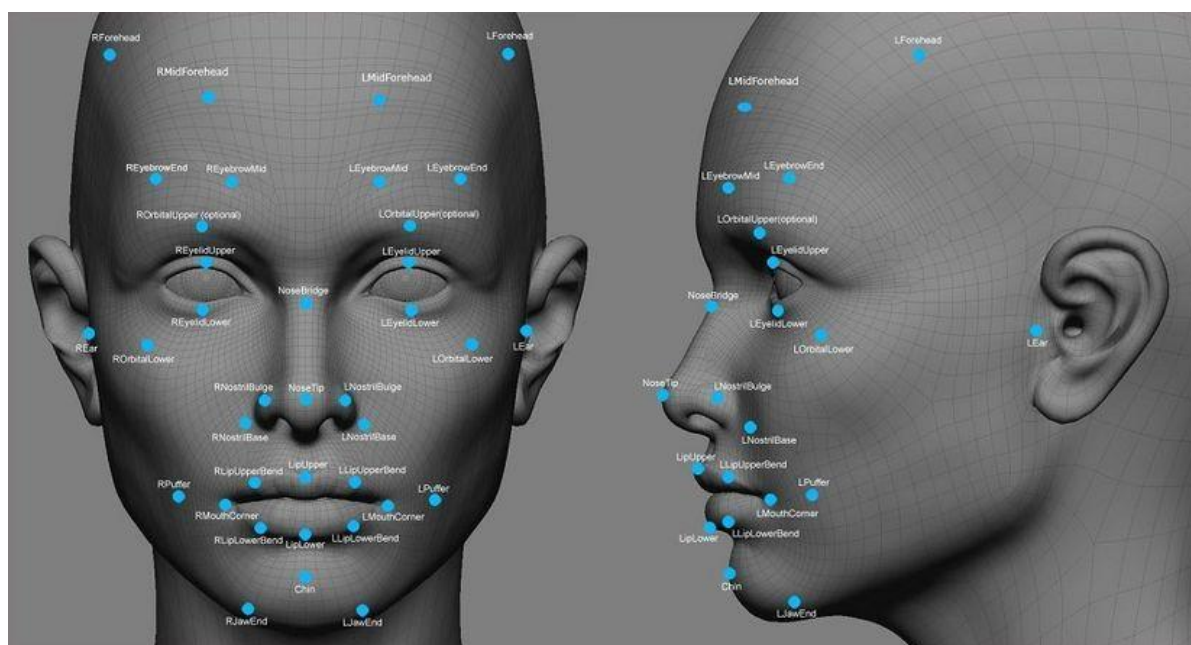 RForehead
LForehead
RMidForehead
LMidForehead
REyebrowEnd
REyebrowMid
LEyebrowMid
LEyebrowEnd
ROrbitalUpper (optional)
LOrbitalUpper(optional)
REyelidUpper
LEyelidUpper
NoseBridge
REyelidLower
LEyelidLower
REar
LEar
ROrbitalLower
LOrbitalLower
RNostrilBulge
NoseTip
LNostrilBulge
RNostrilBase
LNostrilBase
LipUpper
RLipUpperBend
LLipUpperBend
RPuffer
LPuffer
RMouthCorner
LMouthCorner
RLipLowerBend
LipLower
LLipLowerBend
Chin
RJawEnd
LJawEnd
LForehead
LMidForehead
LEyebrowEnd
LEyebrowMid
LOrbitalUpper(optional)
LEyelidUpper
NoseBridge
LEyelidLower
LOrbitalLower
LEar
NoseTip
LNostrilBulge
LNostrilBase
LipUpper
LLipUpperBend
LPuffer
LMouthCorner
LipLower
LLipLowerBend
Chin
LJawEnd